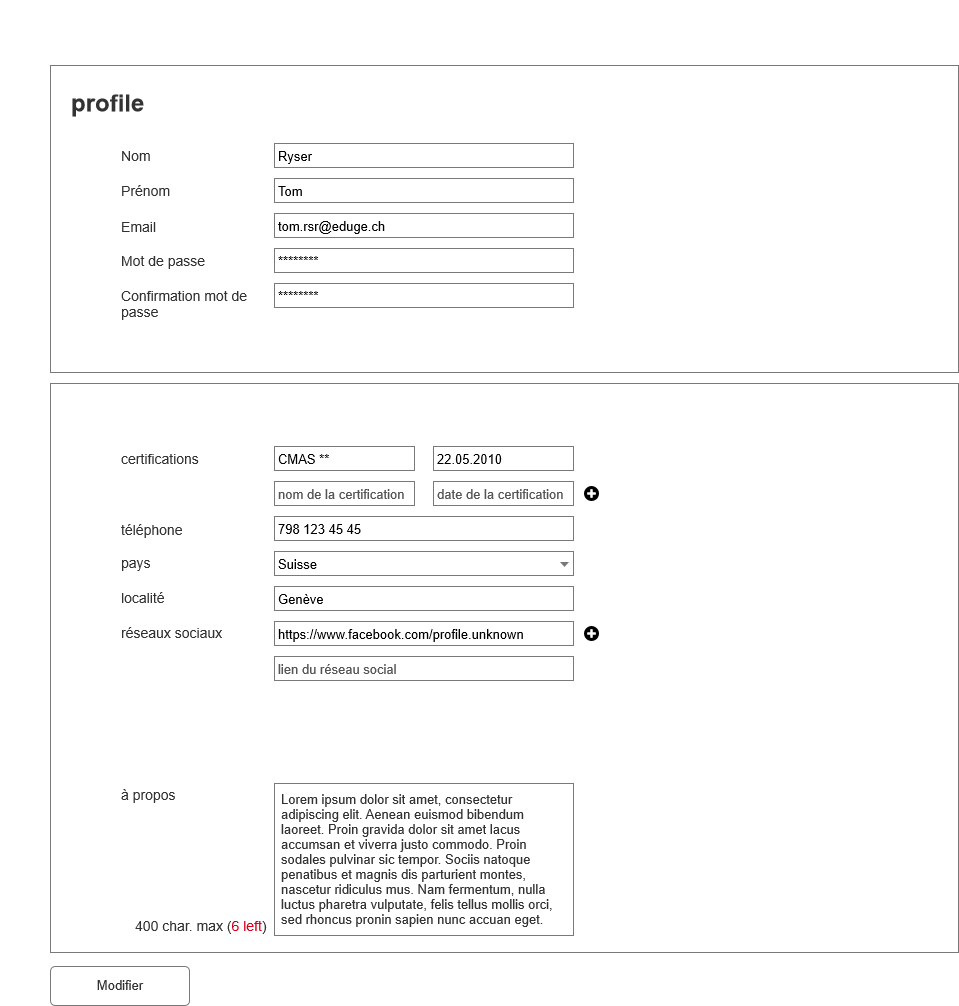 profile
Nom
Ryser
Prénom
Tom
Email
tom.rsr@eduge.ch
Mot de passe
********
Confirmation mot de
passe
********
certifications
CMAS **
22.05.2010
nom de la certification
date de la certification
téléphone
798 123 45 45
pays
Suisse
localité
Genève
réseaux sociaux
https://www.facebook.com/profile.unknown
lien du réseau social
à propos
Lorem ipsum dolor sit amet, consectetur
adipiscing elit. Aenean euismod bibendum
laoreet. Proin gravida dolor sit amet lacus
accumsan et viverra justo commodo. Proin
sodales pulvinar sic tempor. Sociis natoque
penatibus et magnis dis parturient montes,
nascetur ridiculus mus. Nam fermentum, nulla
luctus pharetra vulputate, felis tellus mollis orci,
sed rhoncus pronin sapien nunc accuan eget.
400 char. max (6 left)
Modifier